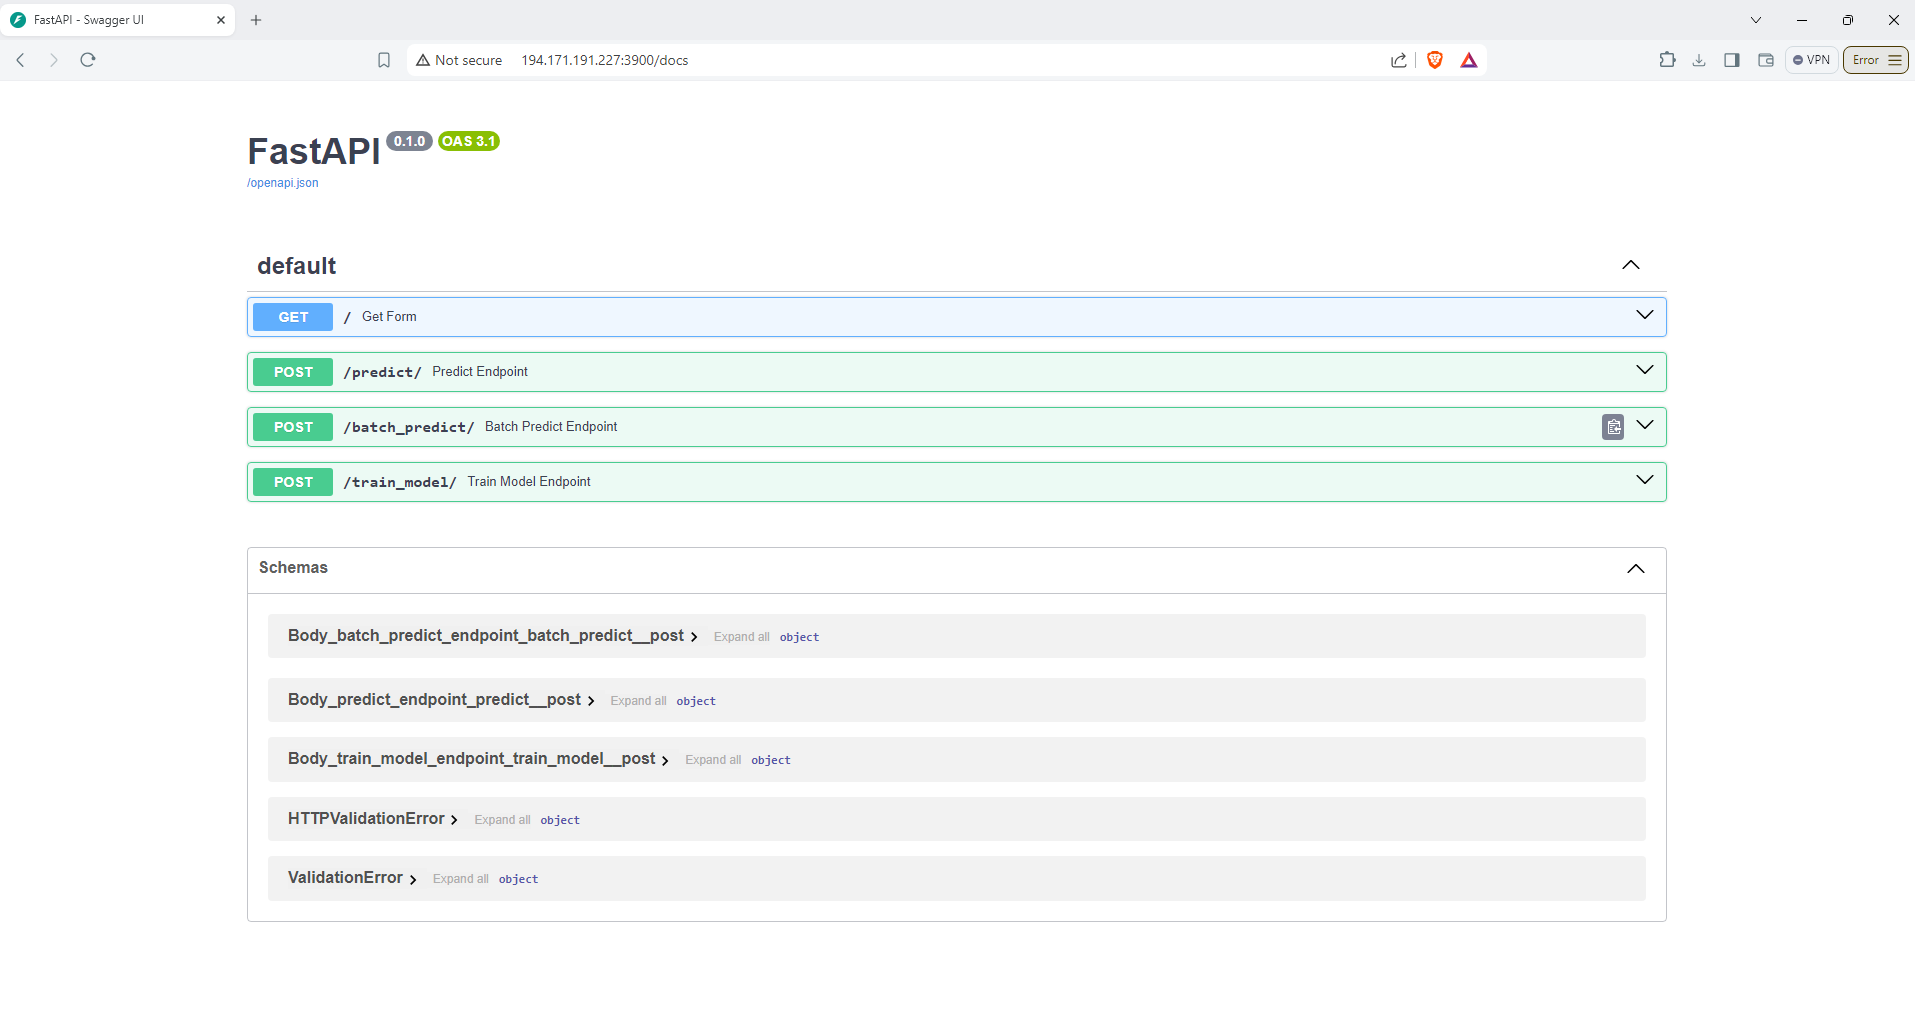 FastAPI - Swagger UI
Not secure 194.171.191.227:3900/docs VPN Error
FastAPI 0.1.0 OAS 3.1
/openapi.json
default
GET / Get Form
POST /predict/ Predict Endpoint
POST /batch_predict/ Batch Predict Endpoint
POST /train_model/ Train Model Endpoint
Schemas
Body_batch_predict_endpoint_batch_predict__post Expand all object
Body_predict_endpoint_predict__post Expand all object
Body_train_model_endpoint_train_model__post Expand all object
HTTPValidationError Expand all object
ValidationError Expand all object